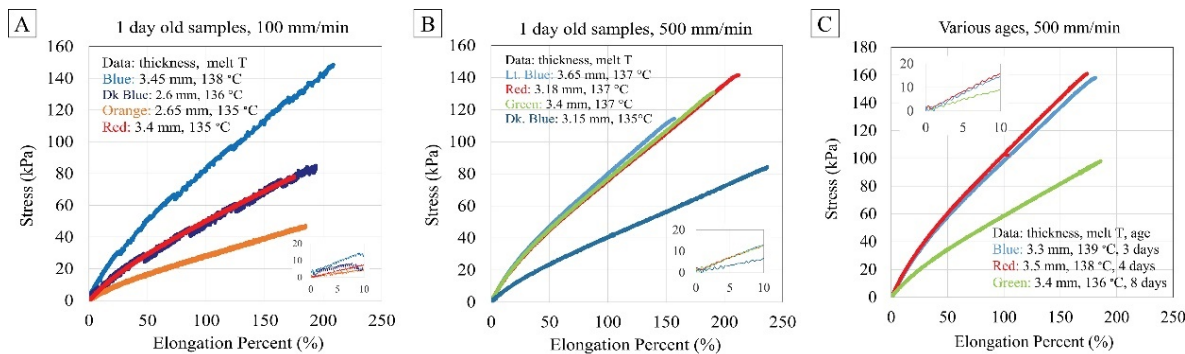 A
1 day old samples, 100 mm/min
160
140
120
100
80
60
40
20
0
Stress (kPa)
Data: thickness, melt T
Blue: 3.45 mm, 138 °C
Dk Blue: 2.6 mm, 136 °C
Orange: 2.65 mm, 135 °C
Red: 3.4 mm, 135 °C
20
10
0
0 5 10
0 50 100 150 200 250
Elongation Percent (%)
B
1 day old samples, 500 mm/min
160
140
120
100
80
60
40
20
0
Stress (kPa)
Data: thickness, melt T
Lt. Blue: 3.65 mm, 137 °C
Red: 3.18 mm, 137 °C
Green: 3.4 mm, 137 °C
Dk. Blue: 3.15 mm, 135°C
20
10
0
0 5 10
0 50 100 150 200 250
Elongation Percent (%)
C
Various ages, 500 mm/min
180
160
140
120
100
80
60
40
20
0
Stress (kPa)
20
10
0
0 5 10
Data: thickness, melt T, age
Blue: 3.3 mm, 139 °C, 3 days
Red: 3.5 mm, 138 °C, 4 days
Green: 3.4 mm, 136 °C, 8 days
0 50 100 150 200 250
Elongation Percent (%)